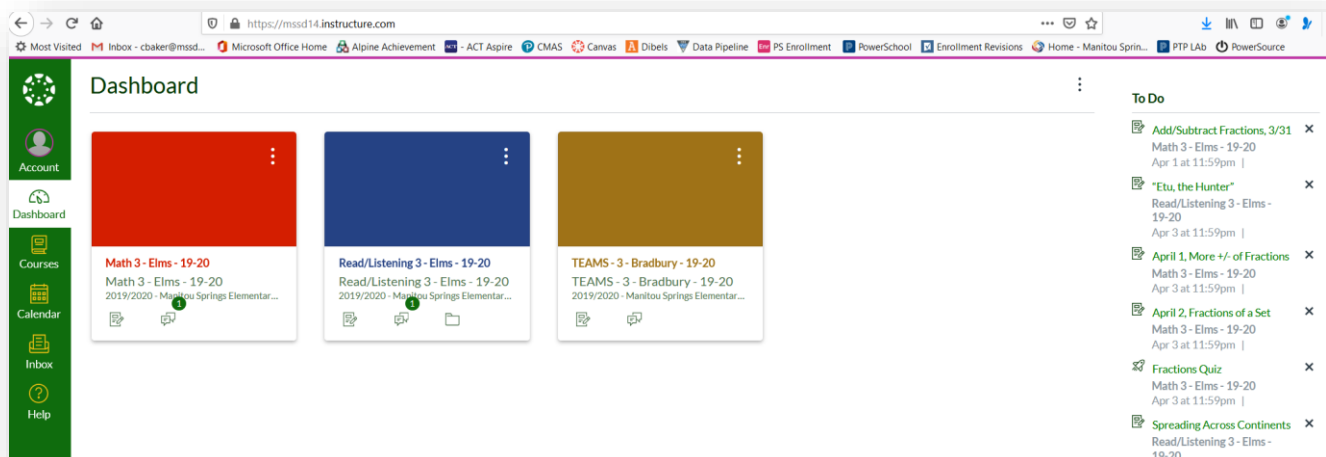 https://mssd14.instructure.com
Most Visited Inbox - cbaker@mssd... Microsoft Office Home Alpine Achievement ACT - ACT Aspire CMAS Canvas Dibels Data Pipeline Enr PS Enrollment PowerSchool Enrollment Revisions Home - Manitou Sprin... PTP LAb PowerSource
Account
Dashboard
Courses
Calendar
Inbox
Help
Dashboard
Math 3 - Elms - 19-20
Math 3 - Elms - 19-20
2019/2020 - Manitou Springs Elementar...
1
Read/Listening 3 - Elms - 19-20
Read/Listening 3 - Elms - 19-20
2019/2020 - Manitou Springs Elementar...
1
TEAMS - 3 - Bradbury - 19-20
TEAMS - 3 - Bradbury - 19-20
2019/2020 - Manitou Springs Elementar...
To Do
Add/Subtract Fractions, 3/31
Math 3 - Elms - 19-20
Apr 1 at 11:59pm |
"Etu, the Hunter"
Read/Listening 3 - Elms -
19-20
Apr 3 at 11:59pm |
April 1, More +/- of Fractions
Math 3 - Elms - 19-20
Apr 3 at 11:59pm |
April 2, Fractions of a Set
Math 3 - Elms - 19-20
Apr 3 at 11:59pm |
Fractions Quiz
Math 3 - Elms - 19-20
Apr 3 at 11:59pm |
Spreading Across Continents
Read/Listening 3 - Elms -
19-20